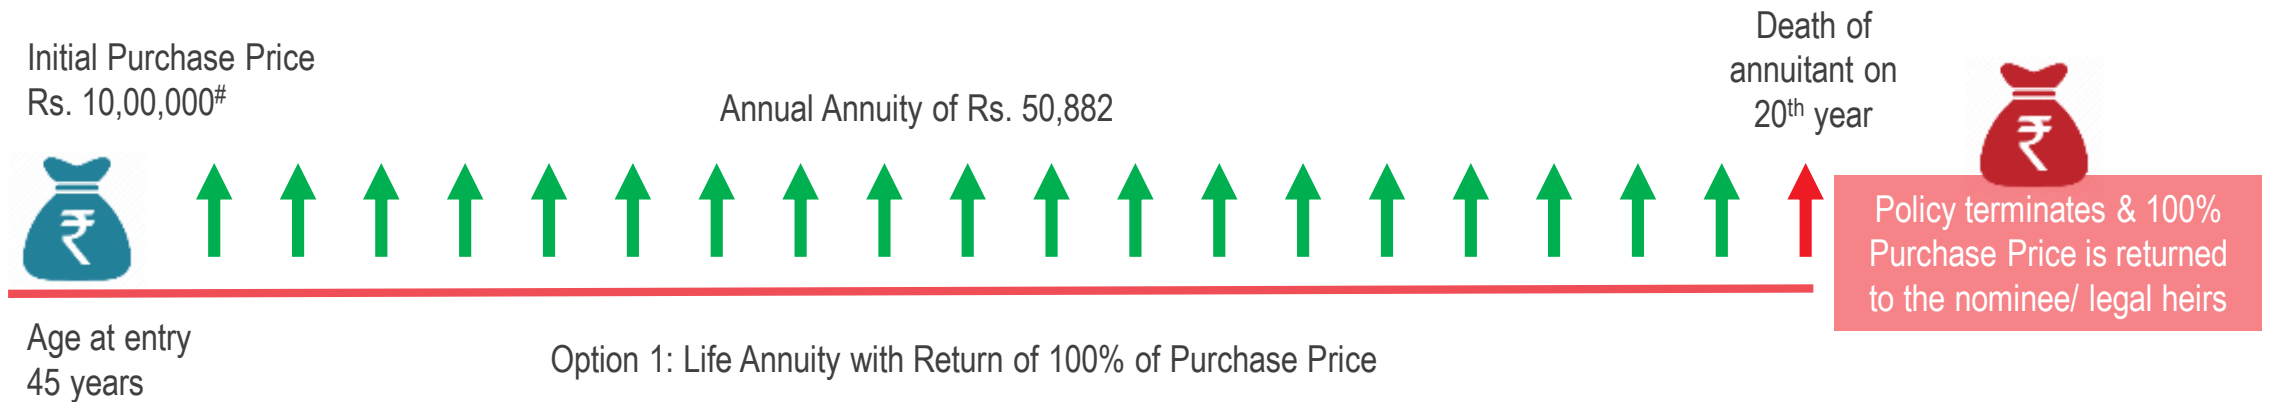 Initial Purchase Price
Rs. 10,00,000#
Annual Annuity of Rs. 50,882
Death of
annuitant on
20th year
₹
₹
Policy terminates & 100%
Purchase Price is returned
to the nominee/ legal heirs
Age at entry
45 years
Option 1: Life Annuity with Return of 100% of Purchase Price